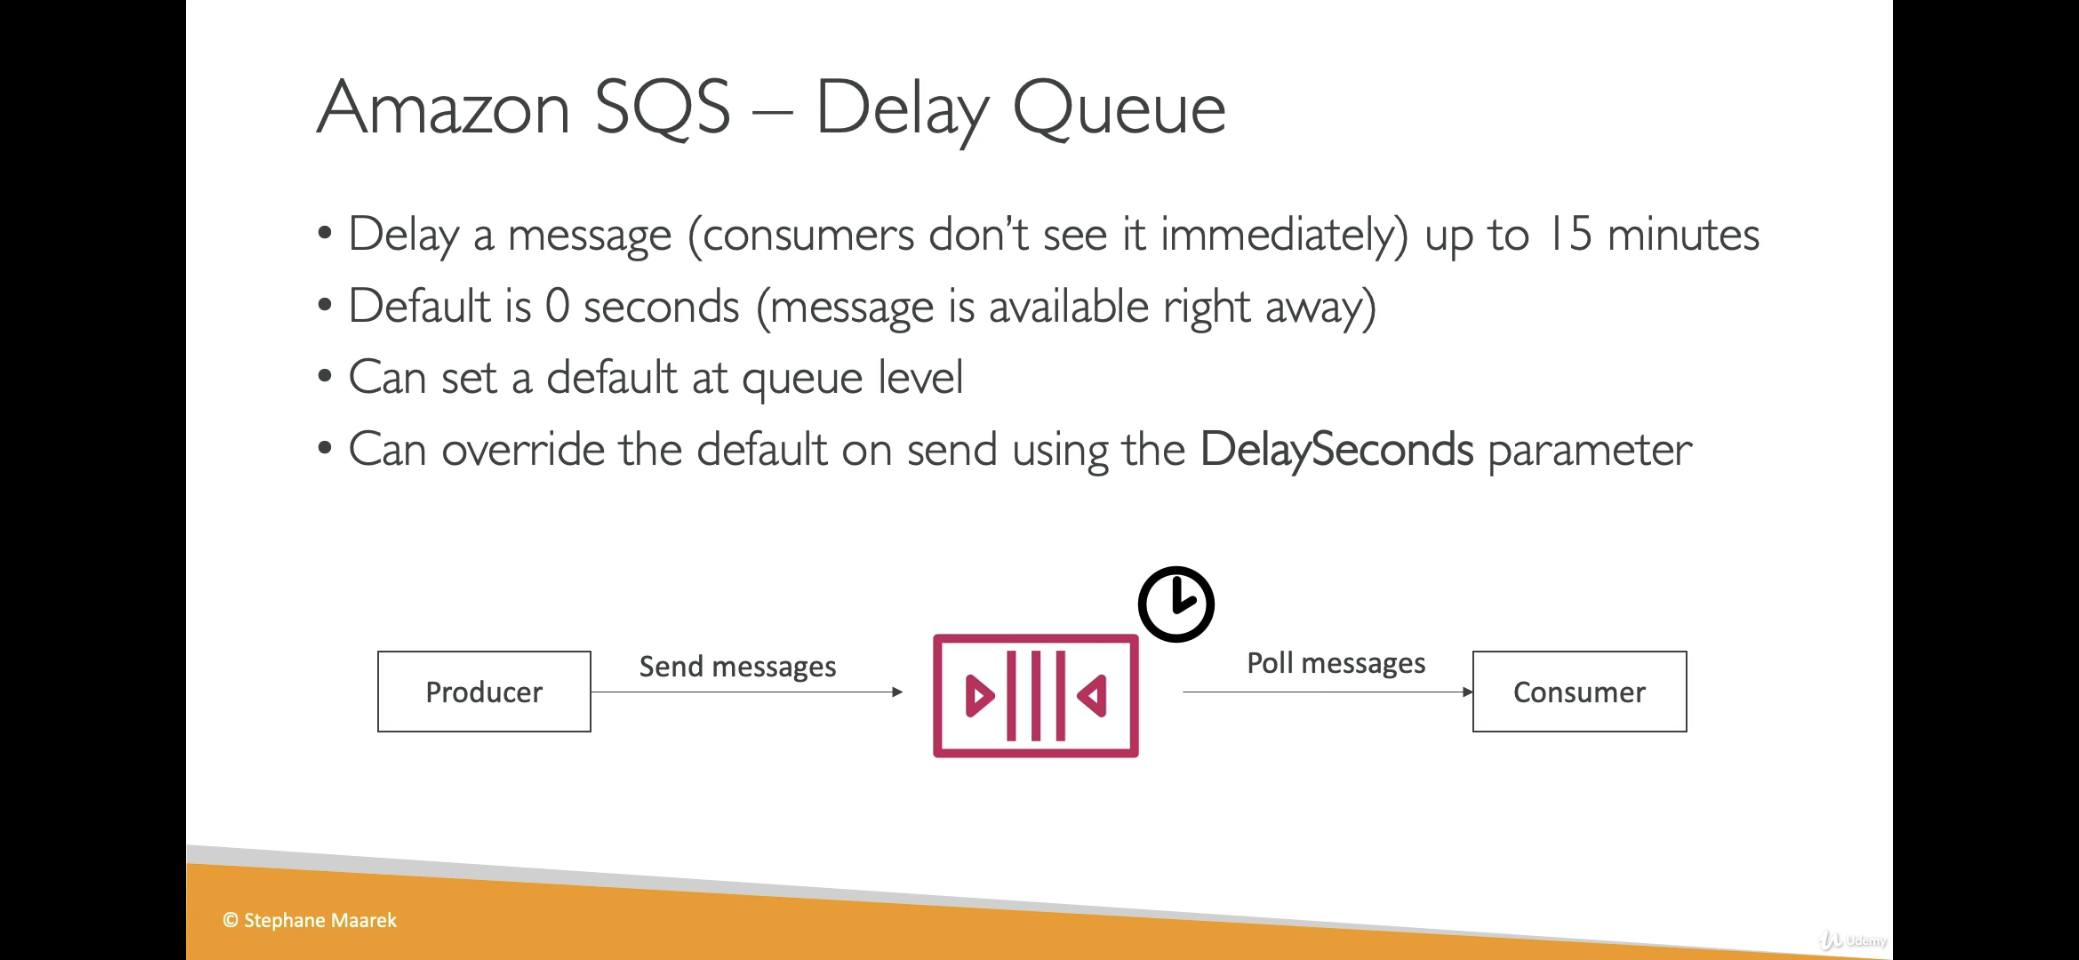 Amazon SQS – Delay Queue
• Delay a message (consumers don't see it immediately) up to 15 minutes
• Default is 0 seconds (message is available right away)
• Can set a default at queue level
• Can override the default on send using the DelaySeconds parameter
Producer
Send messages
Poll messages
Consumer
© Stephane Maarek
Udemy